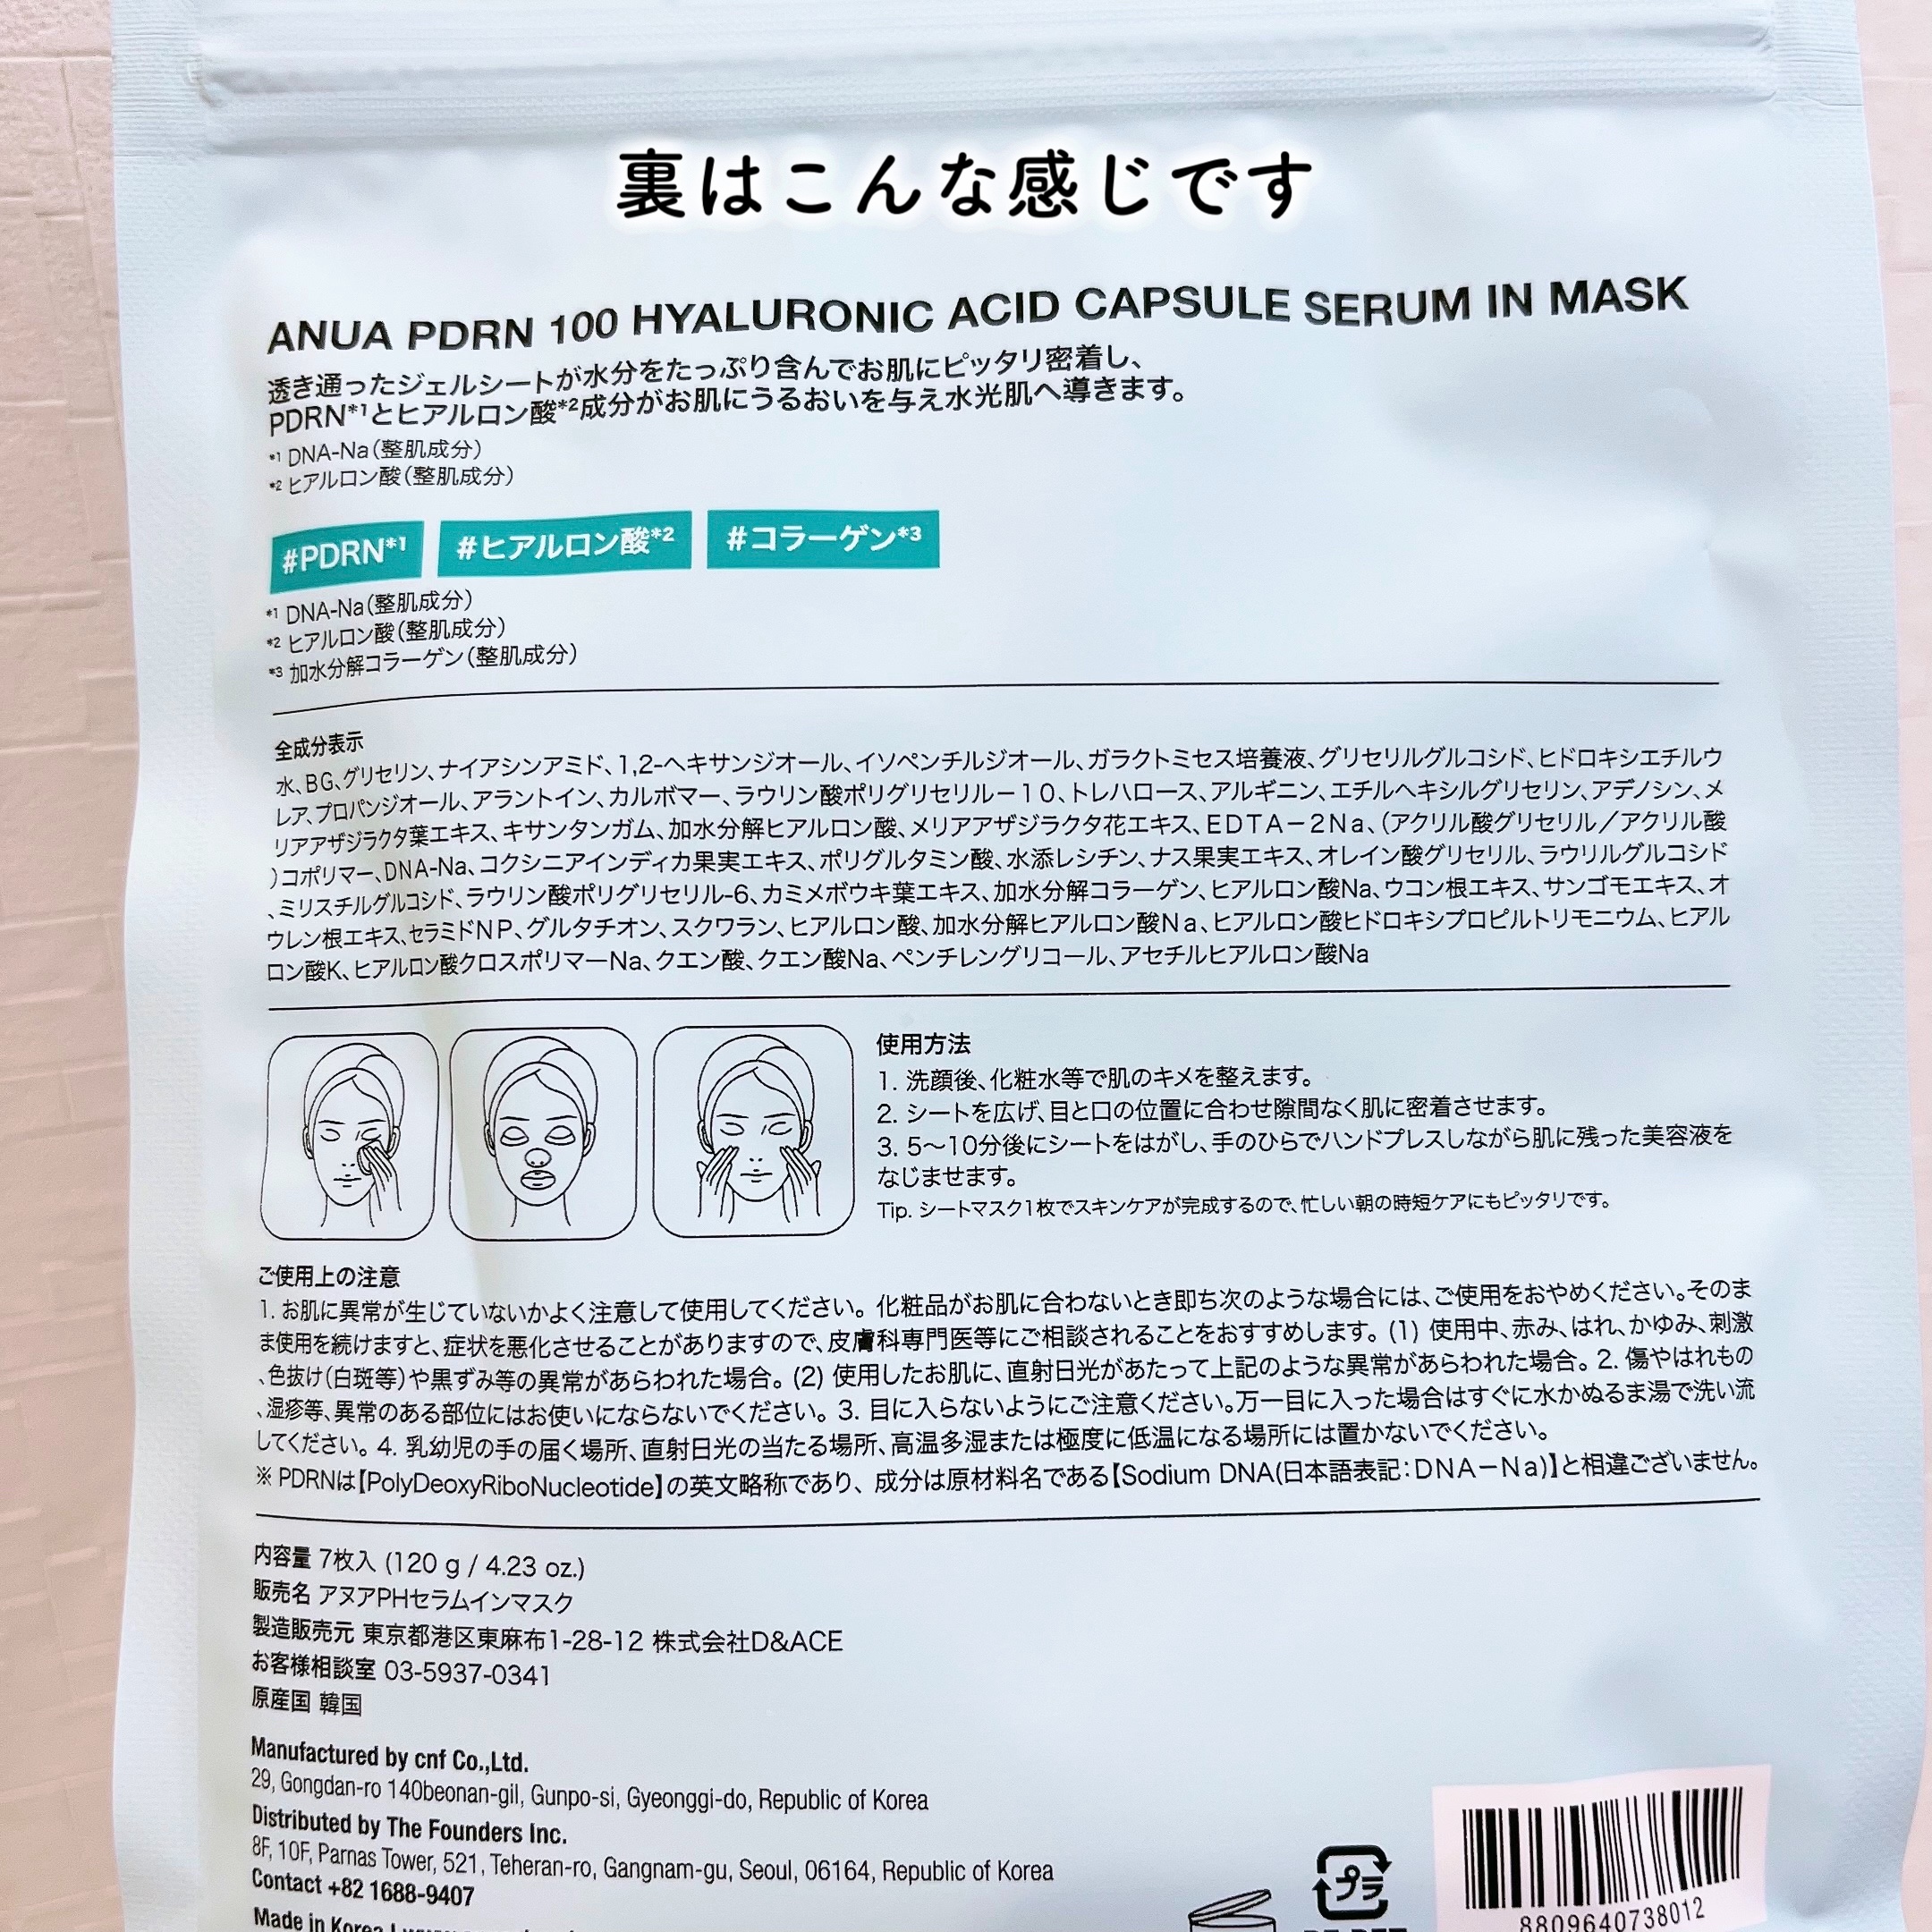 裏はこんな感じです
ANUA PDRN 100 HYALURONIC ACID CAPSULE SERUM IN MASK
透き通ったジェルシートが水分をたっぷり含んでお肌にピッタリ密着し、
PDRN*1とヒアルロン酸*2成分がお肌にうるおいを与え水光肌へ導きます。
*1 DNA-Na（整肌成分）
*2 ヒアルロン酸（整肌成分）
#PDRN*1 #ヒアルロン酸*2 #コラーゲン*3
*1 DNA-Na（整肌成分）
*2 ヒアルロン酸（整肌成分）
*3 加水分解コラーゲン（整肌成分）
全成分表示
水、BG、グリセリン、ナイアシンアミド、1,2-ヘキサンジオール、イソペンチルジオール、ガラクトミセス培養液、グリセリルグルコシド、ヒドロキシエチルウ
レア、プロパンジオール、アラントイン、カルボマー、ラウリン酸ポリグリセリルー１０、トレハロース、アルギニン、エチルヘキシルグリセリン、アデノシン、メ
リアアザジラクタ葉エキス、キサンタンガム、加水分解ヒアルロン酸、メリアアザジラクタ花エキス、EDTAー2Na、（アクリル酸グリセリル／アクリル酸
）コポリマー、DNA-Na、コクシニアインディカ果実エキス、ポリグルタミン酸、水添レシチン、ナス果実エキス、オレイン酸グリセリル、ラウリルグルコシド
、ミリスチルグルコシド、ラウリン酸ポリグリセリル-6、カミメボウキ葉エキス、加水分解コラーゲン、ヒアルロン酸Na、ウコン根エキス、サンゴモエキス、オ
ウレン根エキス、セラミドNP、グルタチオン、スクワラン、ヒアルロン酸、加水分解ヒアルロン酸Na、ヒアルロン酸ヒドロキシプロピルトリモニウム、ヒアル
ロン酸K、ヒアルロン酸クロスポリマーNa、クエン酸、クエン酸Na、ペンチレングリコール、アセチルヒアルロン酸Na
使用方法
1. 洗顔後、化粧水等で肌のキメを整えます。
2. シートを広げ、目と口の位置に合わせ隙間なく肌に密着させます。
3. 5〜10分後にシートをはがし、手のひらでハンドプレスしながら肌に残った美容液を
なじませます。
Tip. シートマスク1枚でスキンケアが完成するので、忙しい朝の時短ケアにもピッタリです。
ご使用上の注意
1. お肌に異常が生じていないかよく注意して使用してください。化粧品がお肌に合わないとき即ち次のような場合には、ご使用をおやめください。そのま
ま使用を続けますと、症状を悪化させることがありますので、皮膚科専門医等にご相談されることをおすすめします。(1) 使用中、赤み、はれ、かゆみ、刺激
、色抜け（白斑等）や黒ずみ等の異常があらわれた場合。(2) 使用したお肌に、直射日光があたって上記のような異常があらわれた場合。2. 傷やはれもの
、湿疹等、異常のある部位にはお使いにならないでください。3. 目に入らないようにご注意ください。万一目に入った場合はすぐに水かぬるま湯で洗い流
してください。4. 乳幼児の手の届く場所、直射日光の当たる場所、高温多湿または極度に低温になる場所には置かないでください。
※ PDRNは【PolyDeoxyRiboNucleotide】の英文略称であり、成分は原材料名である【Sodium DNA(日本語表記：DNAーNa)】と相違ございません。
内容量 7枚入 (120 g / 4.23 oz.)
販売名 アヌアPHセラムインマスク
製造販売元 東京都港区東麻布1-28-12 株式会社D&ACE
お客様相談室 03-5937-0341
原産国 韓国
Manufactured by cnf Co.,Ltd.
29, Gongdan-ro 140beonan-gil, Gunpo-si, Gyeonggi-do, Republic of Korea
Distributed by The Founders Inc.
8F, 10F, Parnas Tower, 521, Teheran-ro, Gangnam-gu, Seoul, 06164, Republic of Korea
Contact +82 1688-9407
Made in Korea
プラ
8809640738012